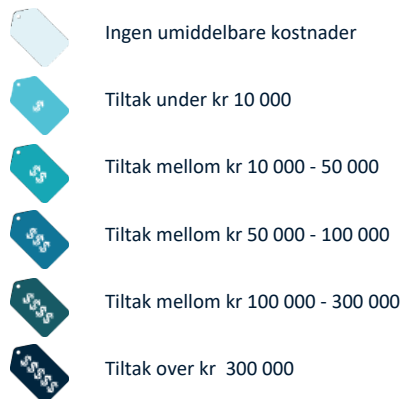 Ingen umiddelbare kostnader
$
Tiltak under kr 10 000
$$
Tiltak mellom kr 10 000 - 50 000
$$$
Tiltak mellom kr 50 000 - 100 000
$$$$
Tiltak mellom kr 100 000 - 300 000
$$$$$
Tiltak over kr  300 000